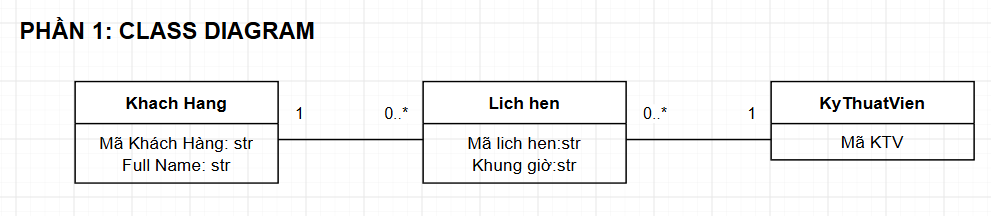 PHẦN 1: CLASS DIAGRAM
Khach Hang
Mã Khách Hàng: str
Full Name: str
1
0..*
Lich hen
Mã lich hen:str
Khung giờ:str
0..*
1
KyThuatVien
Mã KTV